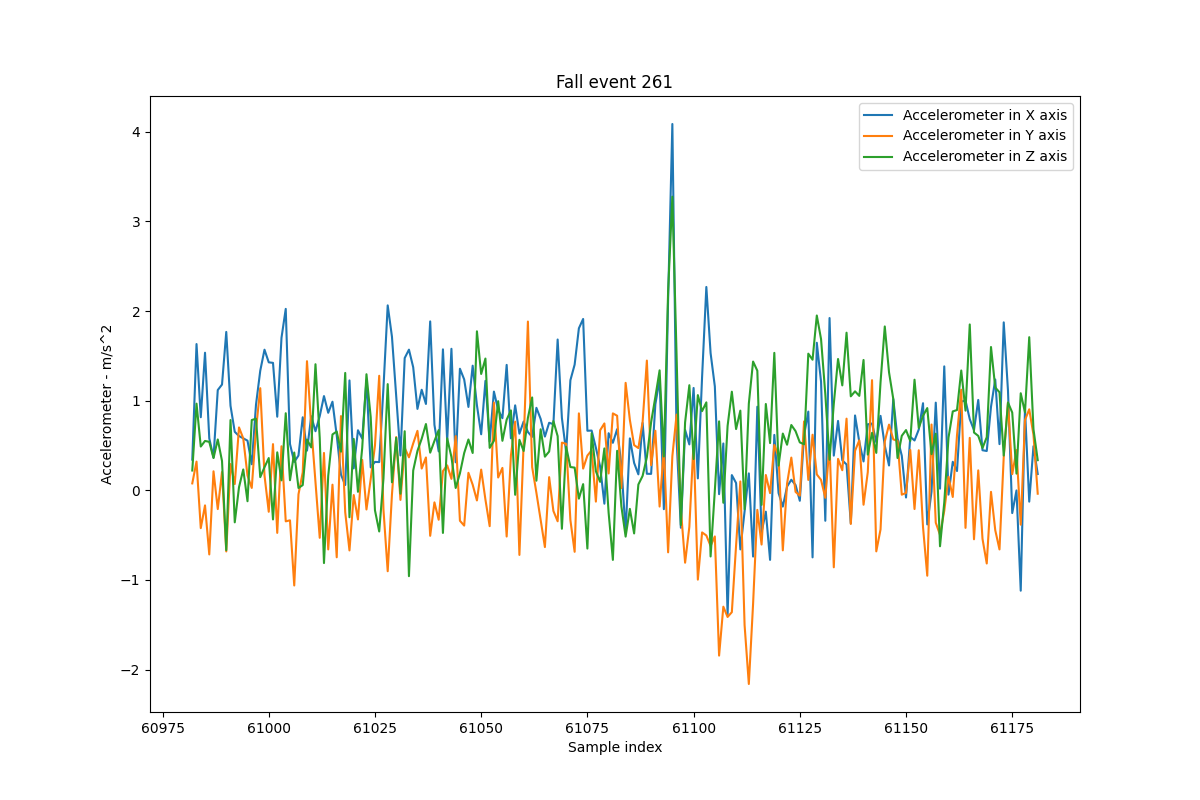 Fall event 261
Accelerometer in X axis
Accelerometer in Y axis
Accelerometer in Z axis
Accelerometer - m/s^2
4
3
2
1
0
−1
−2
60975 61000 61025 61050 61075 61100 61125 61150 61175
Sample index